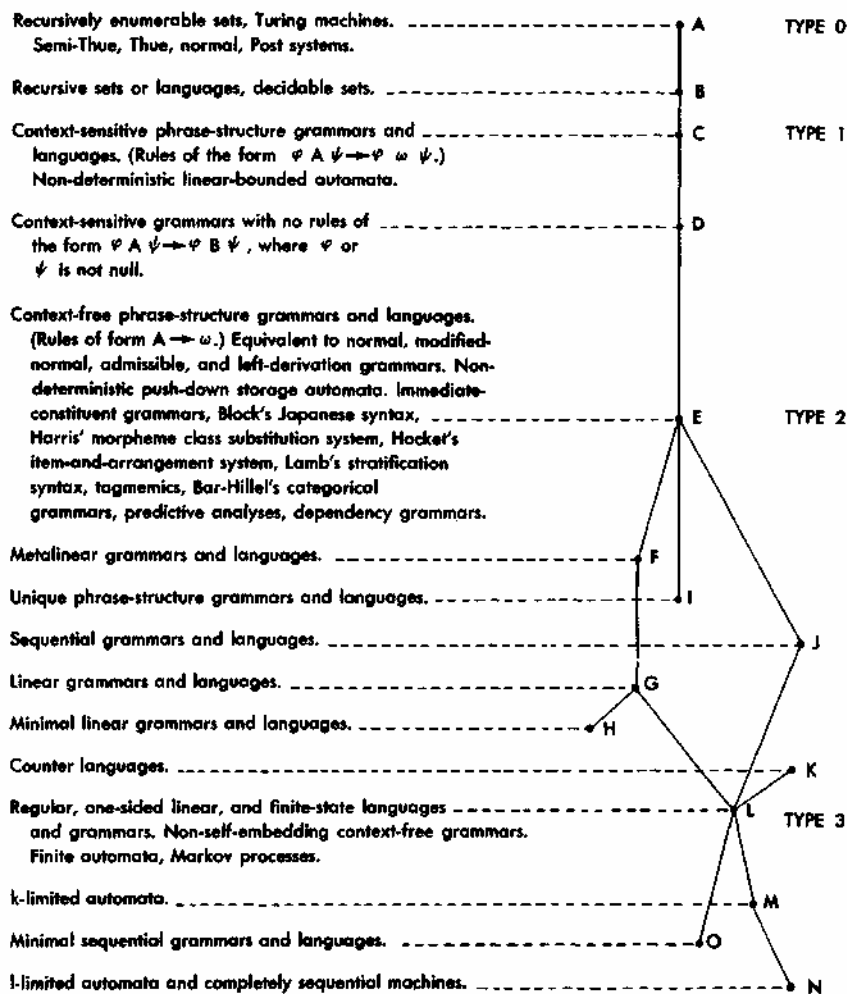 Recursively enumerable sets, Turing machines. A TYPE 0
Semi-Thue, Thue, normal, Post systems.
Recursive sets or languages, decidable sets. B
Context-sensitive phrase-structure grammars and C TYPE 1
languages. (Rules of the form φ A ψ→φ ω ψ.)
Non-deterministic linear-bounded automata.
Context-sensitive grammars with no rules of D
the form φ A ψ→φ B ψ, where φ or
ψ is not null.
Context-free phrase-structure grammars and languages.
(Rules of form A→ω.) Equivalent to normal, modified-
normal, admissible, and left-derivation grammars. Non-
deterministic push-down storage automata. Immediate-
constituent grammars, Block's Japanese syntax, E TYPE 2
Harris' morpheme class substitution system, Hocket's
item-and-arrangement system, Lamb's stratification
syntax, tagmemics, Bar-Hillel's categorical
grammars, predictive analyses, dependency grammars.
Metalinear grammars and languages. F
Unique phrase-structure grammars and languages. I
Sequential grammars and languages. J
Linear grammars and languages. G
Minimal linear grammars and languages. H
Counter languages. K
Regular, one-sided linear, and finite-state languages L TYPE 3
and grammars. Non-self-embedding context-free grammars.
Finite automata, Markov processes.
k-limited automata. M
Minimal sequential grammars and languages. O
l-limited automata and completely sequential machines. N